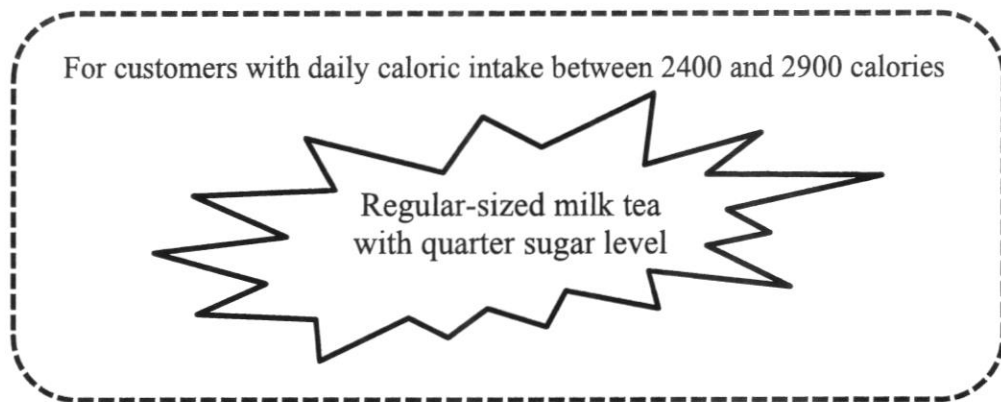 For customers with daily caloric intake between 2400 and 2900 calories
Regular-sized milk tea
with quarter sugar level